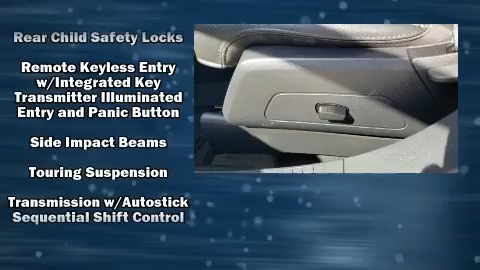 Rear Child Safety Locks
Remote Keyless Entry
w/Integrated Key
Transmitter Illuminated
Entry and Panic Button
Side Impact Beams
Touring Suspension
Transmission w/Autostick
Sequential Shift Control